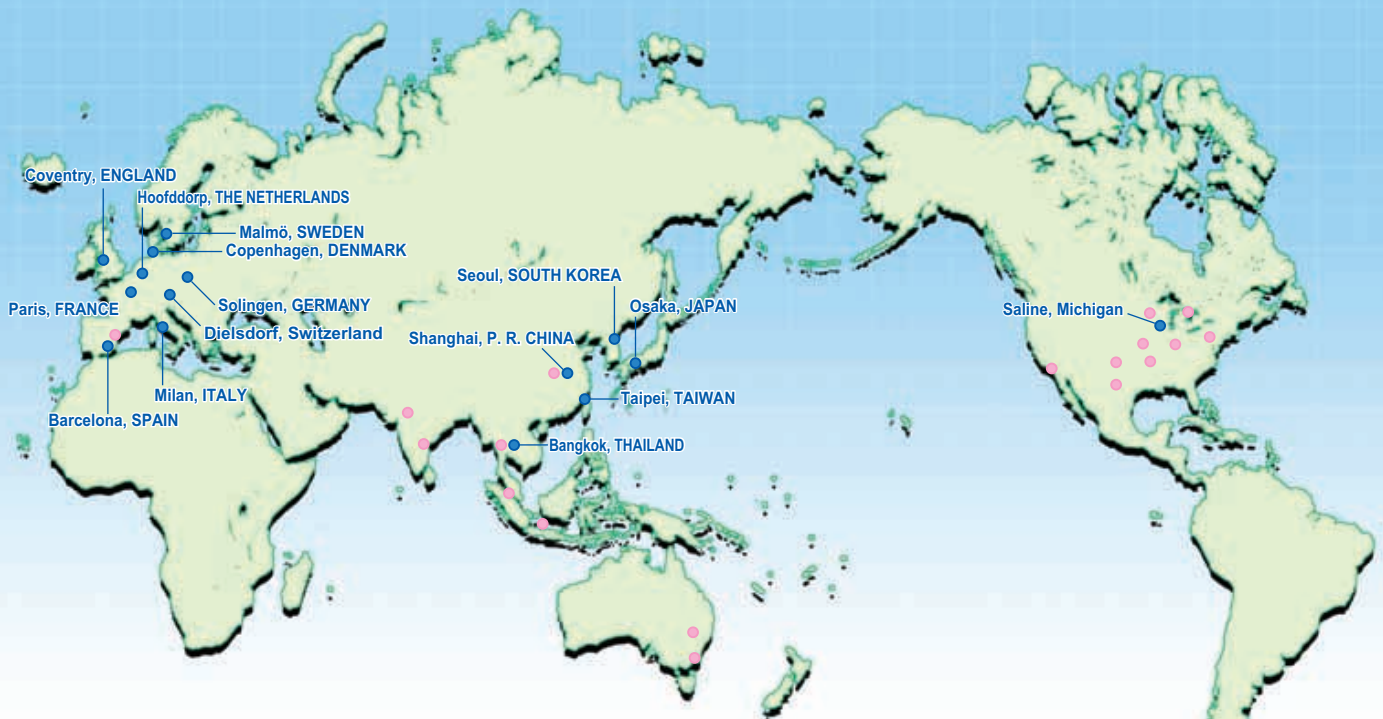 Coventry, ENGLAND
Hoofddorp, THE NETHERLANDS
Malmö, SWEDEN
Copenhagen, DENMARK
Seoul, SOUTH KOREA
Paris, FRANCE
Solingen, GERMANY
Osaka, JAPAN
Saline, Michigan
Dielsdorf, Switzerland
Shanghai, P. R. CHINA
Milan, ITALY
Taipei, TAIWAN
Barcelona, SPAIN
Bangkok, THAILAND